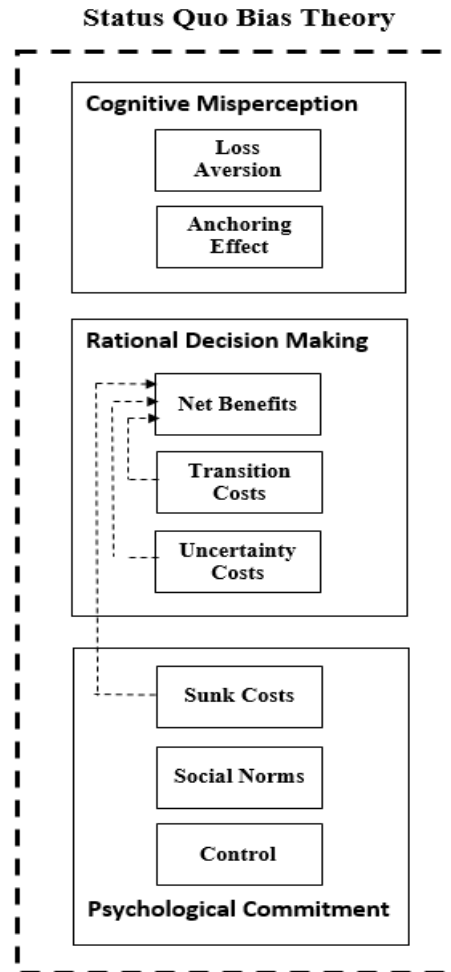 Status Quo Bias Theory
Cognitive Misperception
Loss
Aversion
Anchoring
Effect
Rational Decision Making
Net Benefits
Transition
Costs
Uncertainty
Costs
Sunk Costs
Social Norms
Control
Psychological Commitment